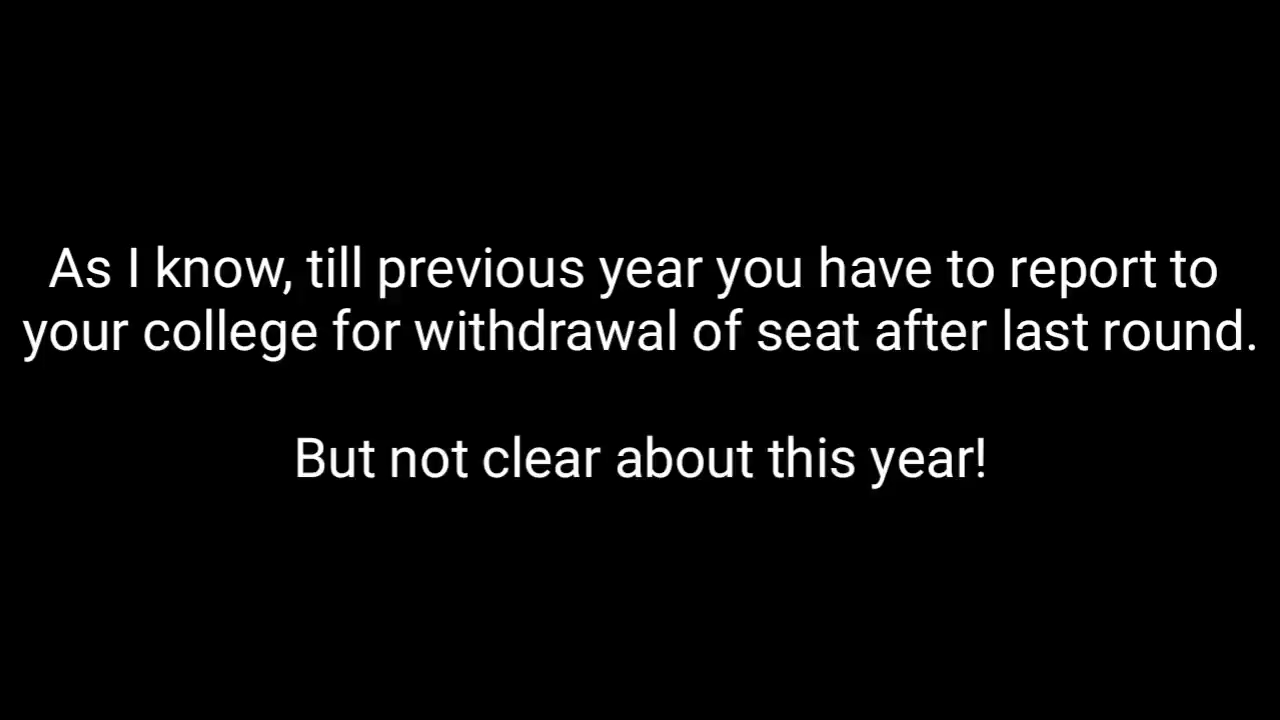 As I know, till previous year you have to report to
your college for withdrawal of seat after last round.
But not clear about this year!